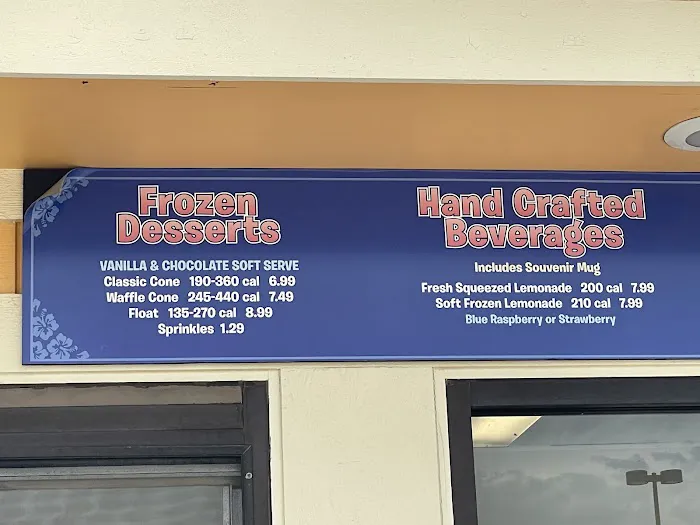 Frozen
Desserts
VANILLA & CHOCOLATE SOFT SERVE
Classic Cone 190-360 cal 6.99
Waffle Cone 245-440 cal 7.49
Float 135-270 cal 8.99
Sprinkles 1.29
Hand Crafted
Beverages
Includes Souvenir Mug
Fresh Squeezed Lemonade 200 cal 7.99
Soft Frozen Lemonade 210 cal 7.99
Blue Raspberry or Strawberry